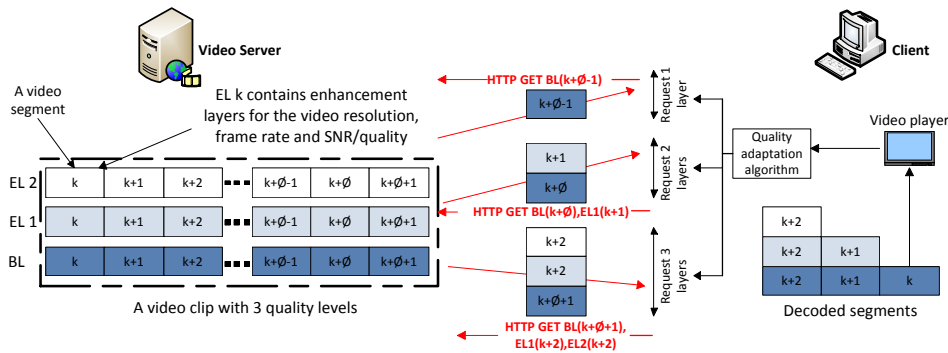 Video Server
Client
A video
segment
EL k contains enhancement
layers for the video resolution,
frame rate and SNR/quality
EL 2
k
k+1
k+2
k+Ø-1
k+Ø
k+Ø+1
EL 1
k
k+1
k+2
k+Ø-1
k+Ø
k+Ø+1
BL
k
k+1
k+2
k+Ø-1
k+Ø
k+Ø+1
A video clip with 3 quality levels
HTTP GET BL(k+Ø-1)
k+Ø-1
Request 1
layer
k+1
k+Ø
Request 2
layers
HTTP GET BL(k+Ø),EL1(k+1)
k+2
k+2
k+Ø+1
Request 3
layers
HTTP GET BL(k+Ø+1),
EL1(k+2),EL2(k+2)
Quality
adaptation
algorithm
Video player
k+2
k+2
k+1
k+2
k+1
k
Decoded segments